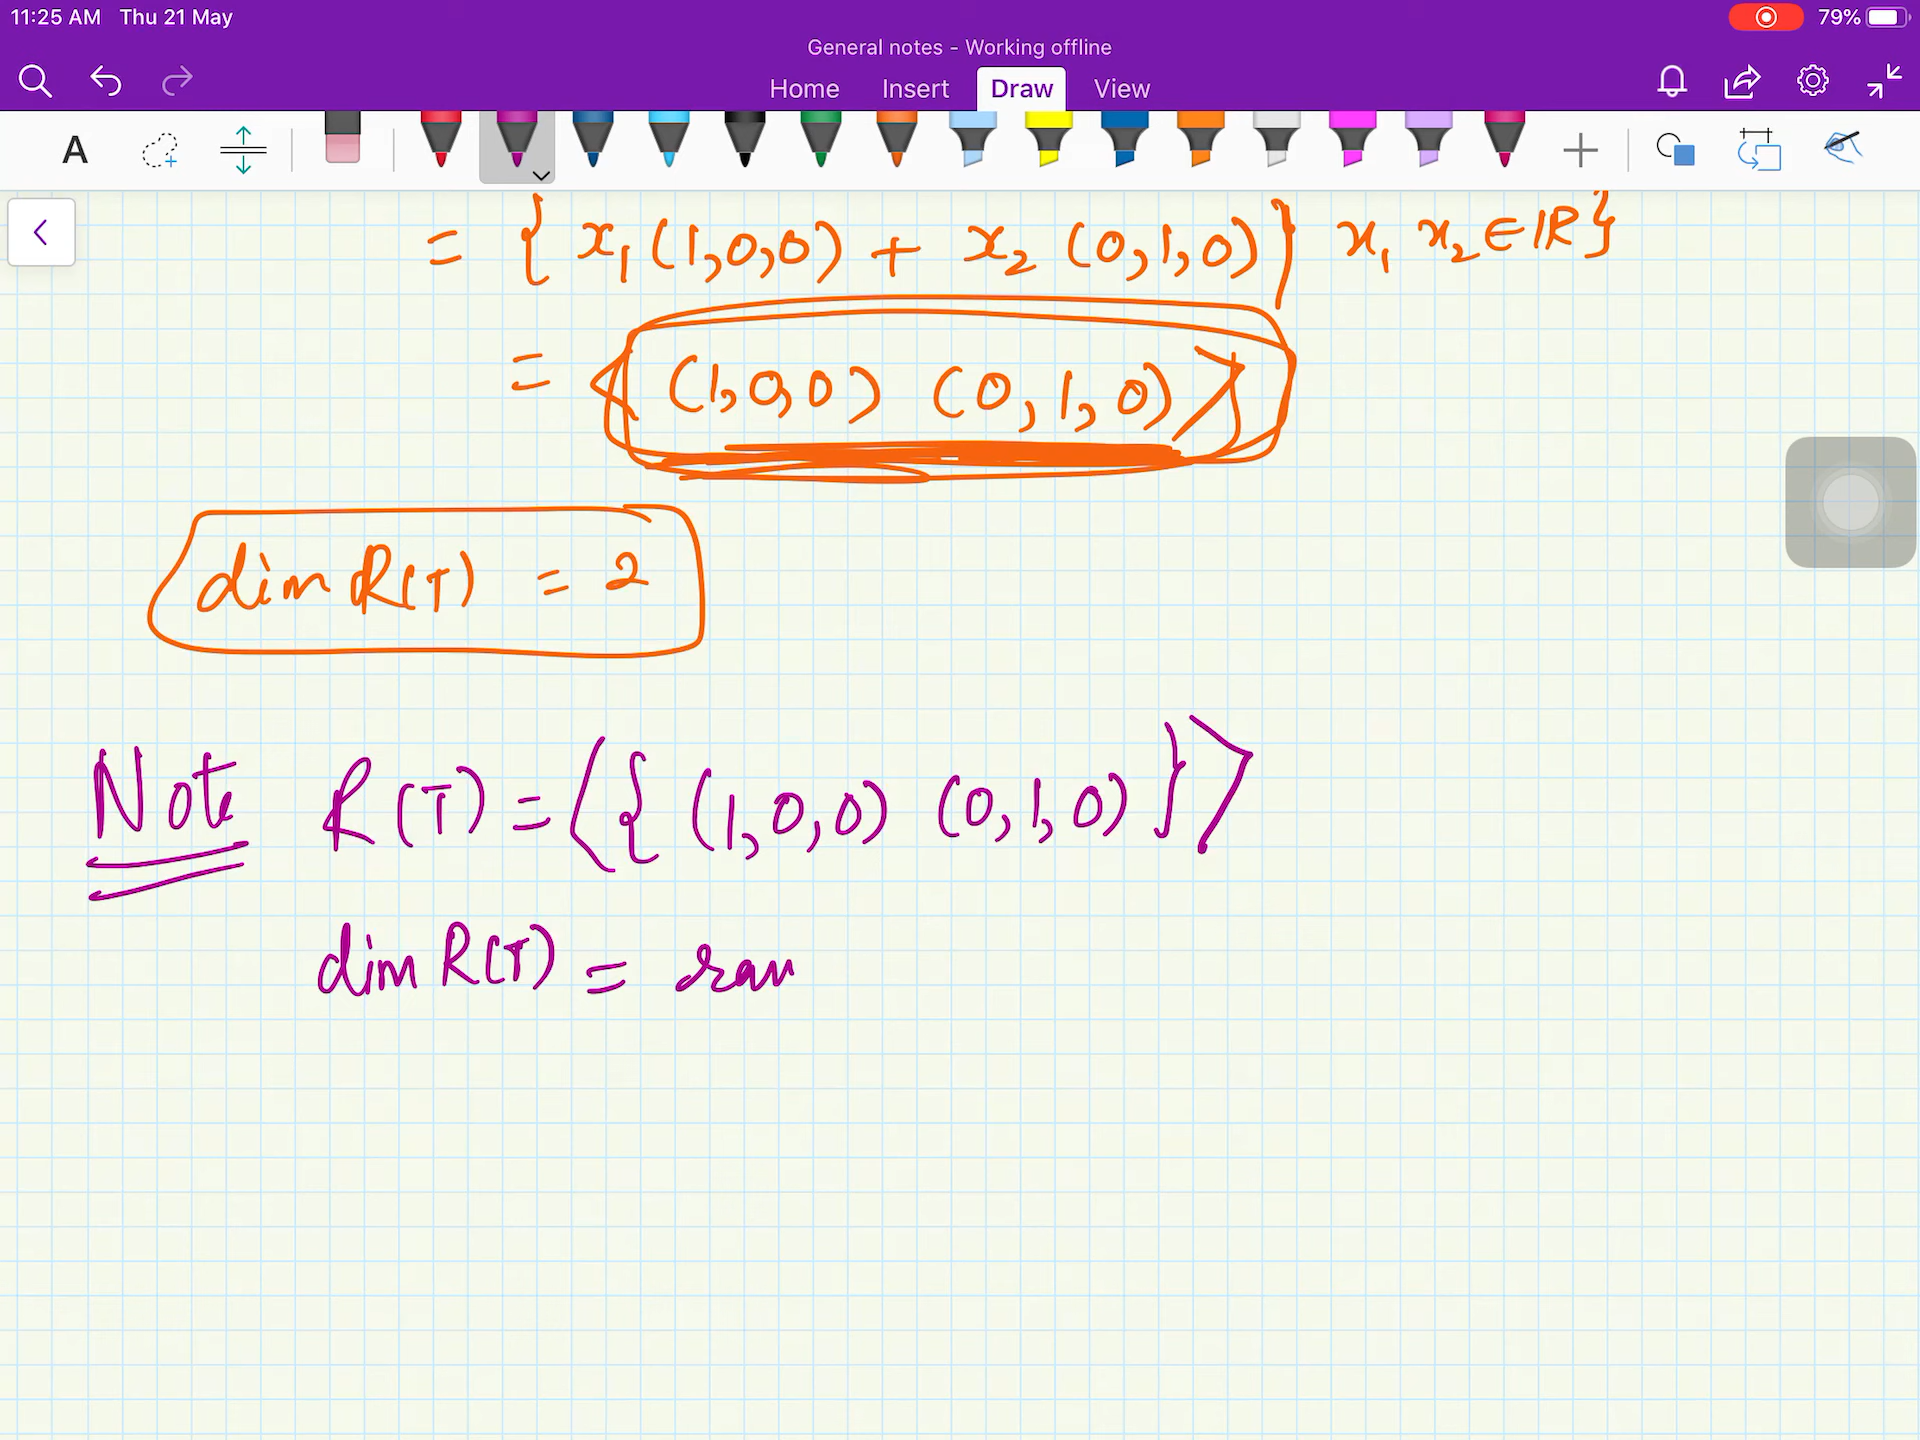 11:25 AM Thu 21 May 79%
General notes - Working offline
Home Insert Draw View
A
= { x₁ (1,0,0) + x₂ (0,1,0) | x₁ x₂ ∈ ℝ }
= < (1,0,0) (0,1,0) >
dim R(T) = 2
Note R(T) = ⟨{ (1,0,0) (0,1,0) }⟩
dim R(T) = ran